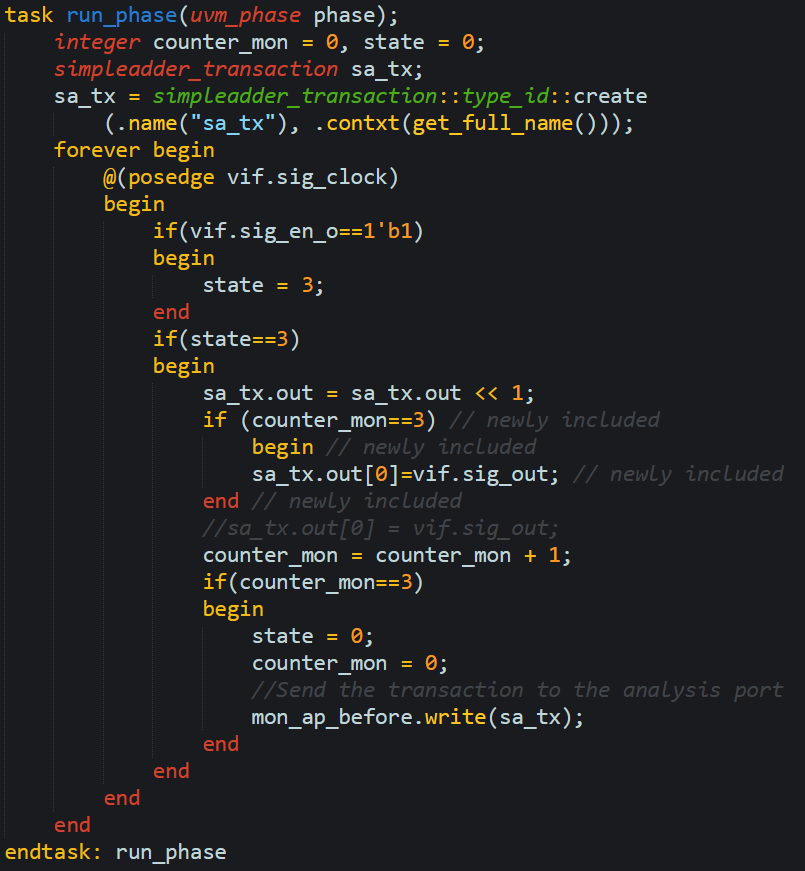 task run_phase(uvm_phase phase);
    integer counter_mon = 0, state = 0;
    simpleadder_transaction sa_tx;
    sa_tx = simpleadder_transaction::type_id::create
        (.name("sa_tx"), .contxt(get_full_name()));
    forever begin
        @(posedge vif.sig_clock)
        begin
            if(vif.sig_en_o==1'b1)
            begin
                state = 3;
            end
            if(state==3)
            begin
                sa_tx.out = sa_tx.out << 1;
                if (counter_mon==3) // newly included
                    begin // newly included
                    sa_tx.out[0]=vif.sig_out; // newly included
                end // newly included
                //sa_tx.out[0] = vif.sig_out;
                counter_mon = counter_mon + 1;
                if(counter_mon==3)
                begin
                    state = 0;
                    counter_mon = 0;
                    //Send the transaction to the analysis port
                    mon_ap_before.write(sa_tx);
                end
            end
        end
    end
endtask: run_phase